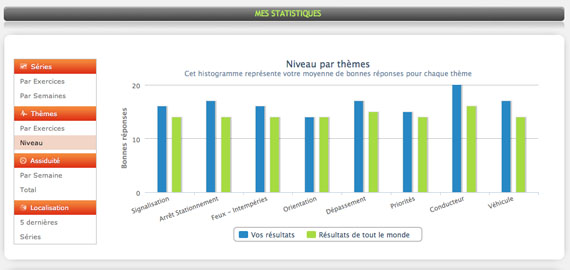 MES STATISTIQUES
Séries
Par Exercices
Par Semaines
Thèmes
Par Exercices
Niveau
Assiduité
Par Semaine
Total
Localisation
5 dernières
Séries
Niveau par thèmes
Cet histogramme représente votre moyenne de bonnes réponses pour chaque thème
Bonnes réponses
20
10
0
Signalisation
Arrêt Stationnement
Feux - Intempéries
Orientation
Dépassement
Priorités
Conducteur
Véhicule
Vos résultats
Résultats de tout le monde